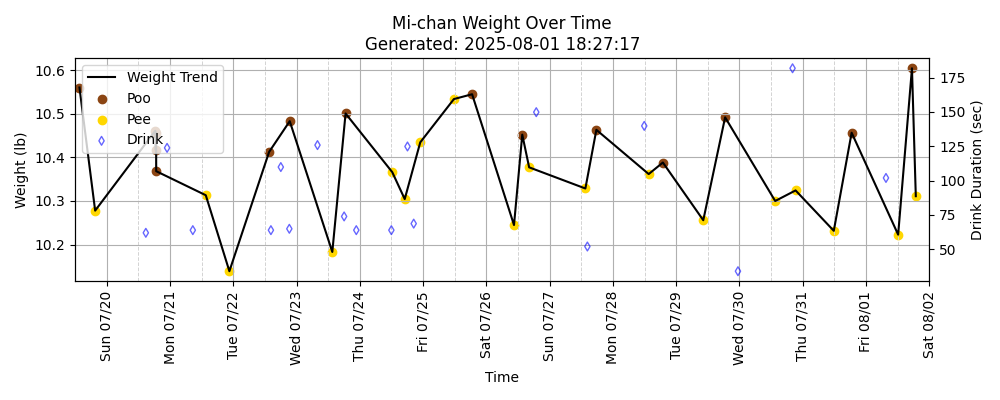 Mi-chan Weight Over Time
Generated: 2025-08-01 18:27:17
Weight (lb)
10.6
10.5
10.4
10.3
10.2
Weight Trend
Poo
Pee
Drink
175
150
125
100
75
50
Drink Duration (sec)
Sun 07/20
Mon 07/21
Tue 07/22
Wed 07/23
Thu 07/24
Fri 07/25
Sat 07/26
Sun 07/27
Mon 07/28
Tue 07/29
Wed 07/30
Thu 07/31
Fri 08/01
Sat 08/02
Time